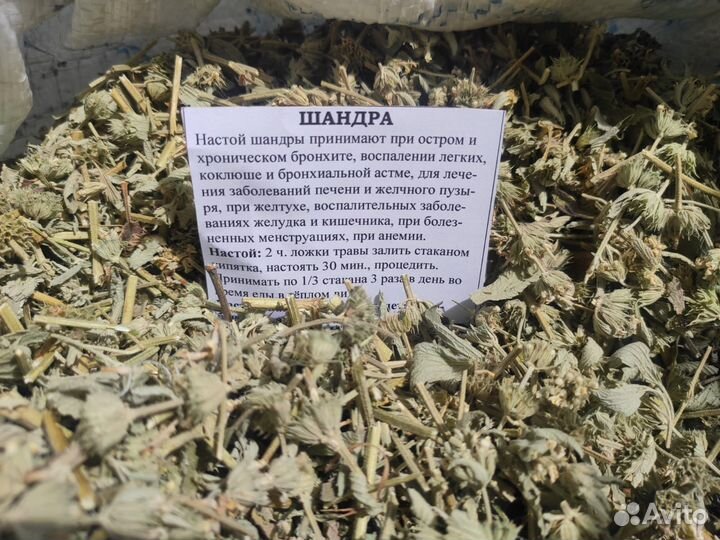 ШАНДРА
Настой шандры принимают при остром и
хроническом бронхите, воспалении легких,
коклюше и бронхиальной астме, для лече-
ния заболеваний печени и желчного пузы-
ря, при желтухе, воспалительных заболе-
ваниях желудка и кишечника, при болез-
ненных менструациях, при анемии.
Настой: 2 ч. ложки травы залить стаканом
кипятка, настоять 30 мин., процедить.
Принимать по 1/3 стакана 3 раза в день во
время еды в тёплом
Avito